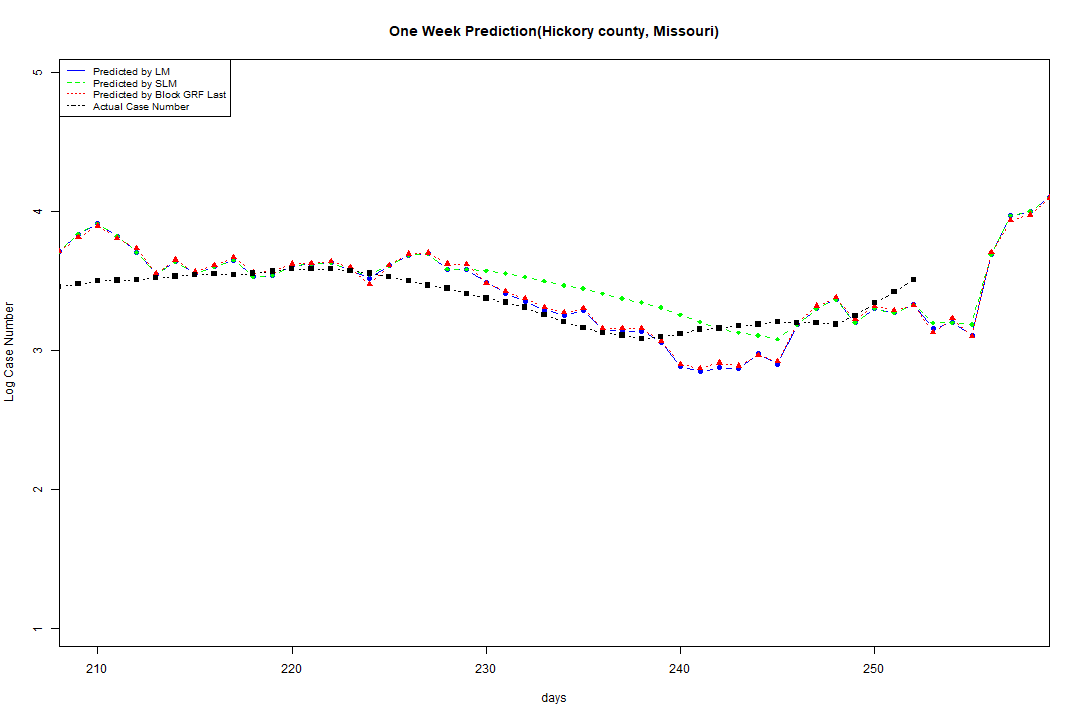 One Week Prediction(Hickory county, Missouri)
Predicted by LM
Predicted by SLM
Predicted by Block GRF Last
Actual Case Number
5
4
3
2
1
Log Case Number
210 220 230 240 250
days